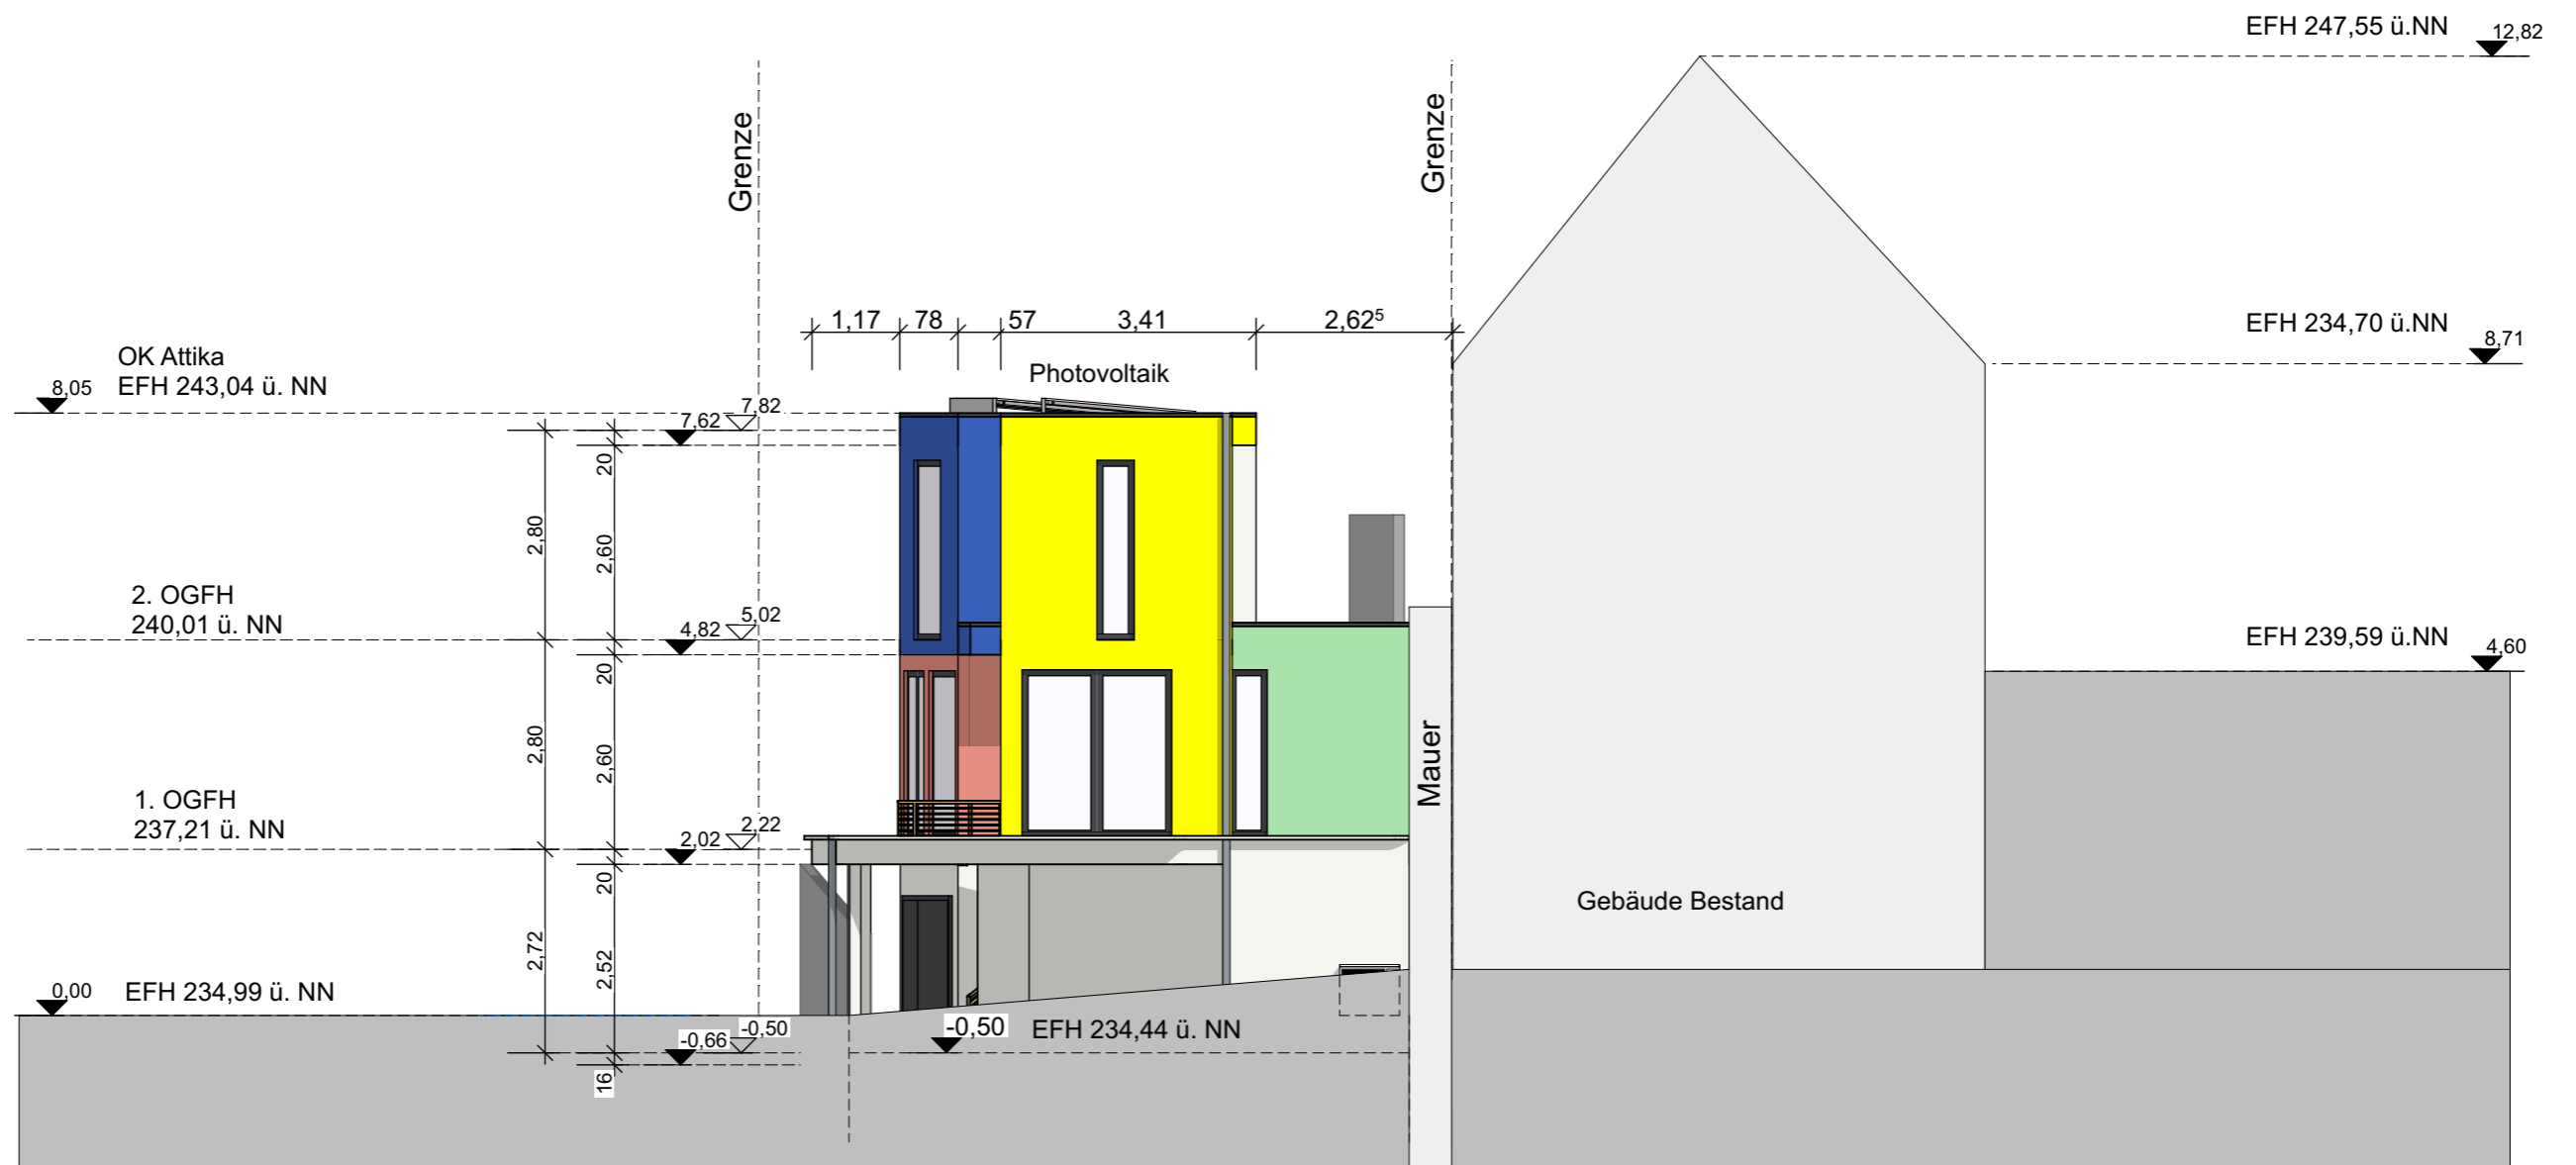 EFH 247,55 ü.NN 12,82
Grenze
Grenze
1,17 78 57 3,41 2,62⁵
EFH 234,70 ü.NN 8,71
OK Attika
8,05 EFH 243,04 ü. NN
Photovoltaik
7,62 7,82
20
2,80
2,60
2. OGFH
240,01 ü. NN
4,82 5,02
EFH 239,59 ü.NN 4,60
20
2,80
2,60
Mauer
1. OGFH
237,21 ü. NN
2,02 2,22
20
2,72
2,52
Gebäude Bestand
0,00 EFH 234,99 ü. NN
-0,66 -0,50
-0,50 EFH 234,44 ü. NN
16